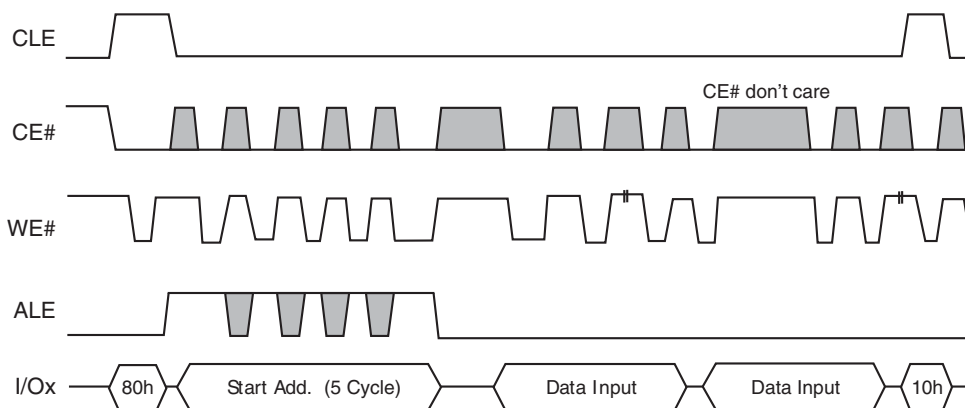 CLE
CE# don't care
CE#
WE#
ALE
I/Ox 80h Start Add. (5 Cycle) Data Input Data Input 10h